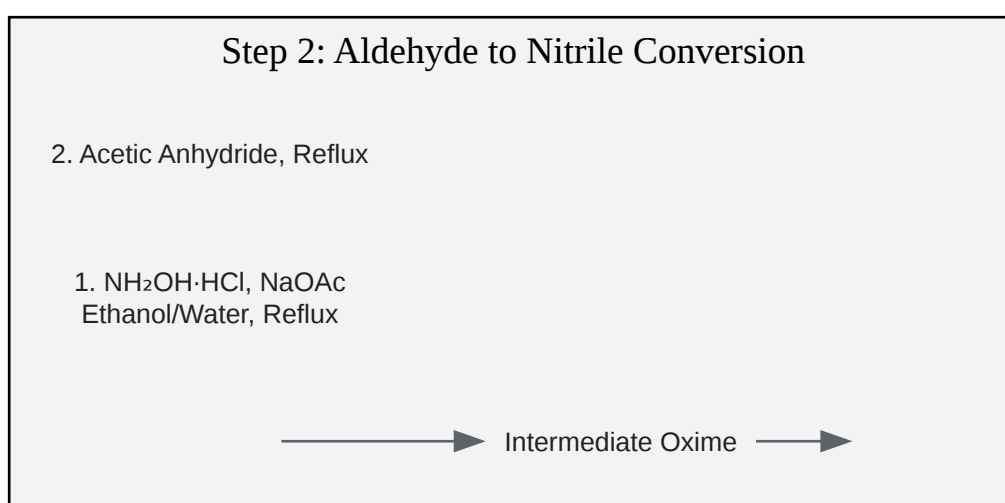 Step 2: Aldehyde to Nitrile Conversion
2. Acetic Anhydride, Reflux
1. NH₂OH·HCl, NaOAc
Ethanol/Water, Reflux
Intermediate Oxime